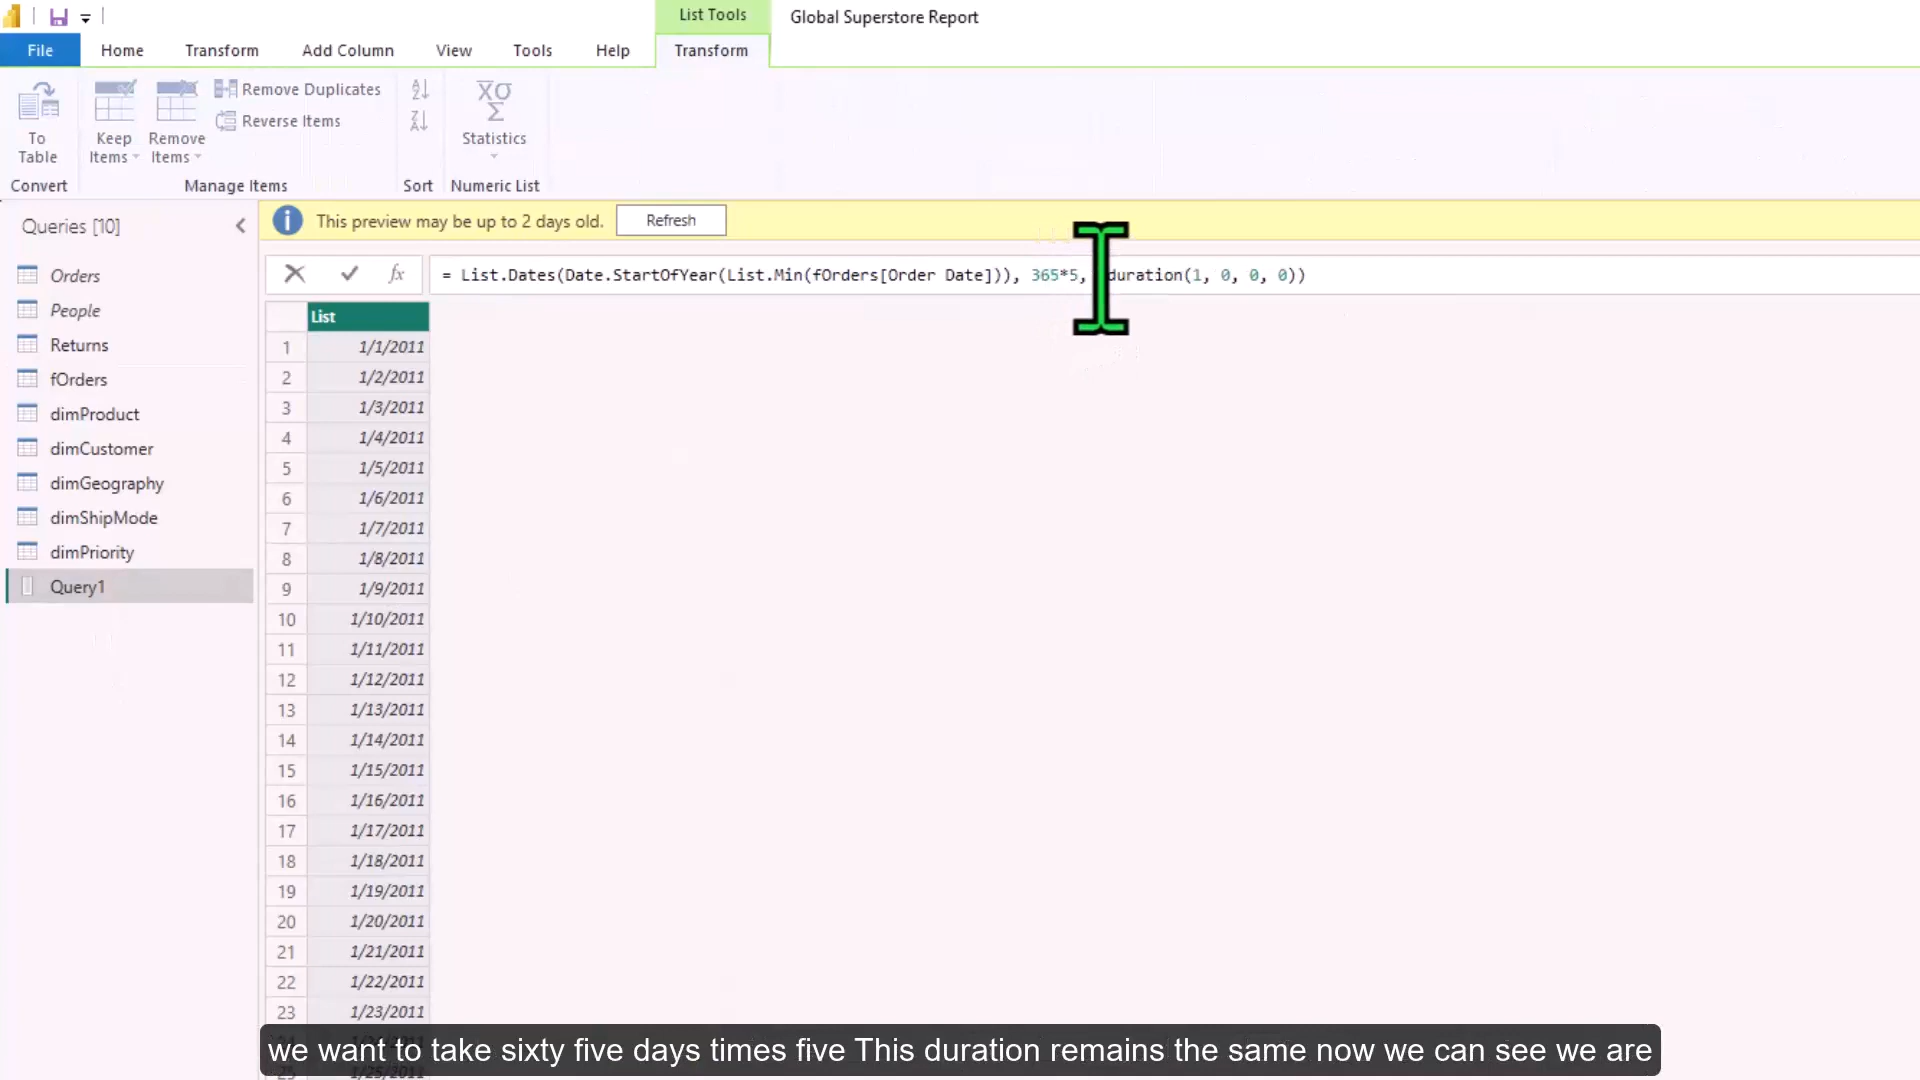 List Tools
Global Superstore Report
File
Home
Transform
Add Column
View
Tools
Help
Transform
To
Table
Keep
Items
Remove
Items
Remove Duplicates
Reverse Items
Statistics
Convert
Manage Items
Sort
Numeric List
Queries [10]
This preview may be up to 2 days old.
Refresh
Orders
People
Returns
fOrders
dimProduct
dimCustomer
dimGeography
dimShipMode
dimPriority
Query1
fx
= List.Dates(Date.StartOfYear(List.Min(fOrders[Order Date])), 365*5, duration(1, 0, 0, 0))
List
1 1/1/2011
2 1/2/2011
3 1/3/2011
4 1/4/2011
5 1/5/2011
6 1/6/2011
7 1/7/2011
8 1/8/2011
9 1/9/2011
10 1/10/2011
11 1/11/2011
12 1/12/2011
13 1/13/2011
14 1/14/2011
15 1/15/2011
16 1/16/2011
17 1/17/2011
18 1/18/2011
19 1/19/2011
20 1/20/2011
21 1/21/2011
22 1/22/2011
23 1/23/2011
we want to take sixty five days times five This duration remains the same now we can see we are